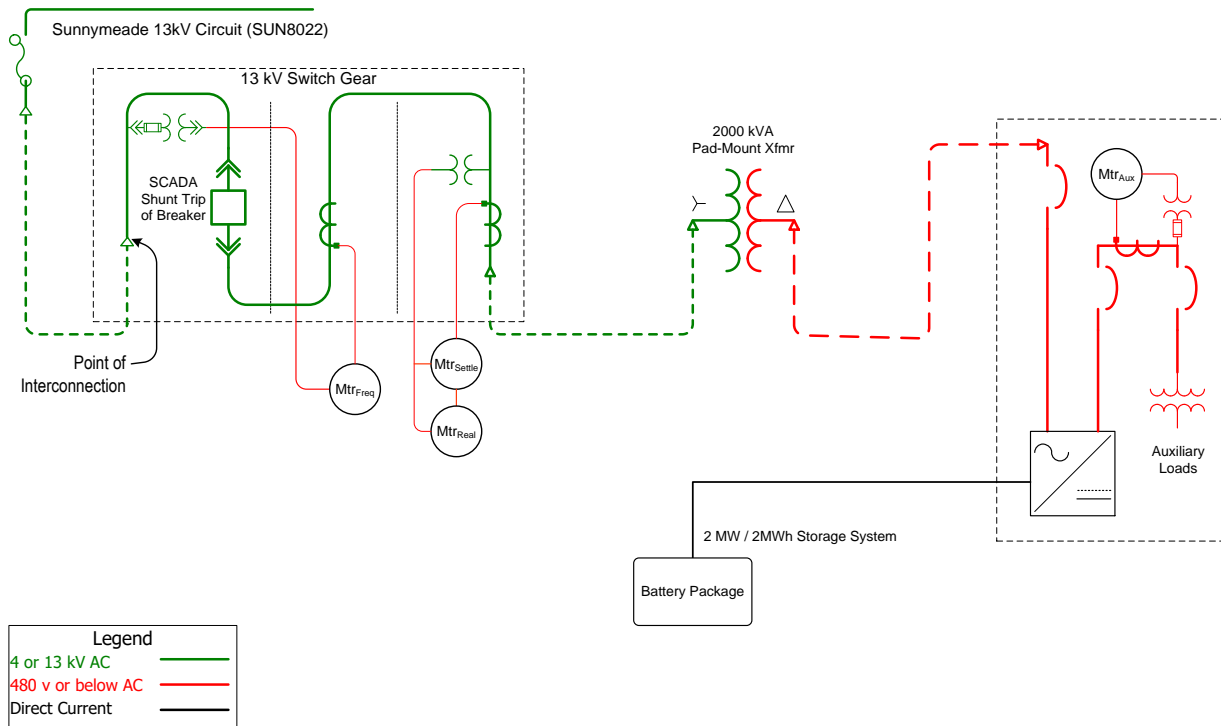 Sunnymeade 13kV Circuit (SUN8022)
13 kV Switch Gear
SCADA
Shunt Trip
of Breaker
2000 kVA
Pad-Mount Xfmr
MtrAux
Point of
Interconnection
MtrFreq
MtrSettle
MtrReal
Auxiliary
Loads
2 MW / 2MWh Storage System
Battery Package
Legend
4 or 13 kV AC
480 v or below AC
Direct Current